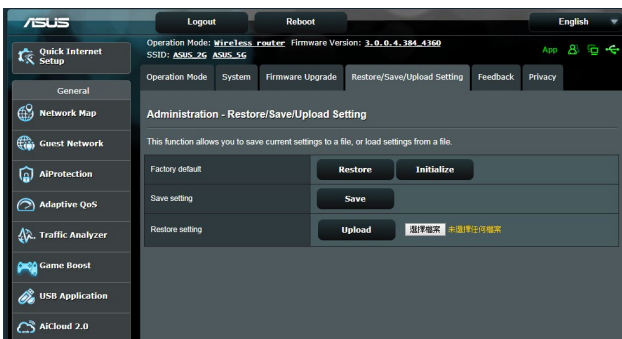 ASUS
Logout
Reboot
English
Quick Internet Setup
Operation Mode: Wireless router Firmware Version: 3.0.0.4.384_4360
SSID: ASUS_2G ASUS_5G
App
Operation Mode System Firmware Upgrade Restore/Save/Upload Setting Feedback Privacy
General
Network Map
Guest Network
AiProtection
Adaptive QoS
Traffic Analyzer
Game Boost
USB Application
AiCloud 2.0
Administration - Restore/Save/Upload Setting
This function allows you to save current settings to a file, or load settings from a file.
Factory default Restore Initialize
Save setting Save
Restore setting Upload 選擇檔案 未選擇任何檔案